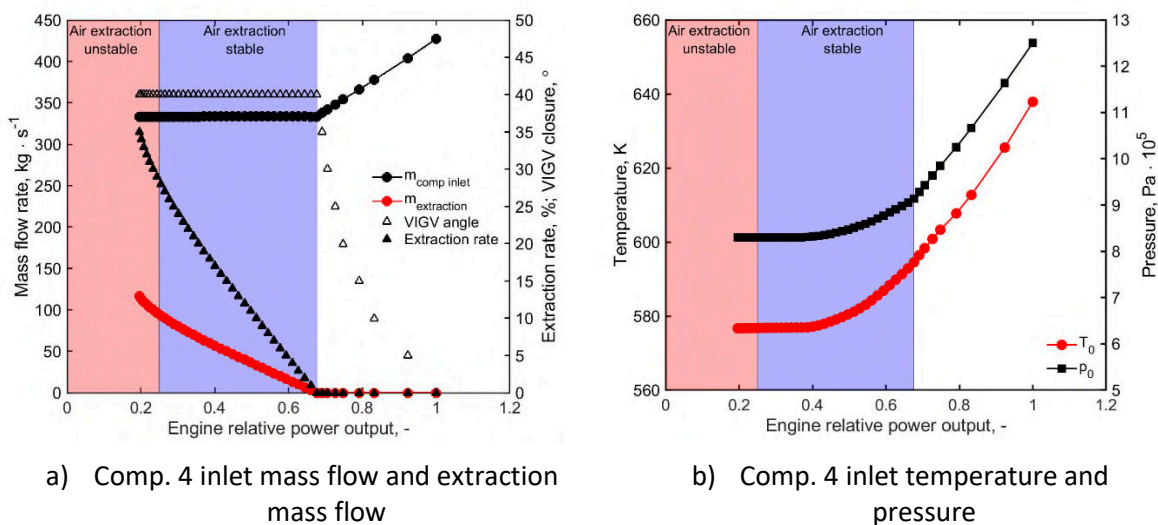 Air extraction
unstable
Air extraction
stable
450
400
350
300
250
200
150
100
50
0
Mass flow rate, kg · s⁻¹
50
45
40
35
30
25
20
15
10
5
0
Extraction rate, %; VIGV closure, °
m comp inlet
m extraction
VIGV angle
Extraction rate
0 0.2 0.4 0.6 0.8 1 1.2
Engine relative power output, -
a) Comp. 4 inlet mass flow and extraction
mass flow
Air extraction
unstable
Air extraction
stable
660
640
620
600
580
560
Temperature, K
13
12
11
10
9
8
7
6
5
Pressure, Pa · 10⁵
T₀
p₀
0 0.2 0.4 0.6 0.8 1 1.2
Engine relative power output, -
b) Comp. 4 inlet temperature and
pressure